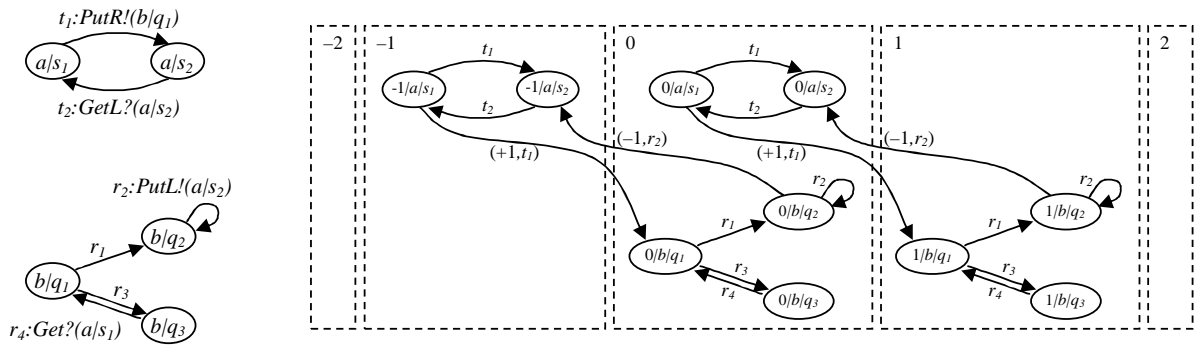 t₁:PutR!(b|q₁)
a|s₁
a|s₂
t₂:GetL?(a|s₂)
r₂:PutL!(a|s₂)
b|q₂
r₁
b|q₁
r₃
r₄:Get?(a|s₁)
b|q₃
–2
–1
t₁
-1/a|s₁
-1/a|s₂
t₂
(+1,t₁)
(–1,r₂)
0
t₁
0/a|s₁
0/a|s₂
t₂
(+1,t₁)
(–1,r₂)
r₂
0/b|q₂
r₁
0/b|q₁
r₃
r₄
0/b|q₃
1
r₂
1/b|q₂
r₁
1/b|q₁
r₃
r₄
1/b|q₃
2